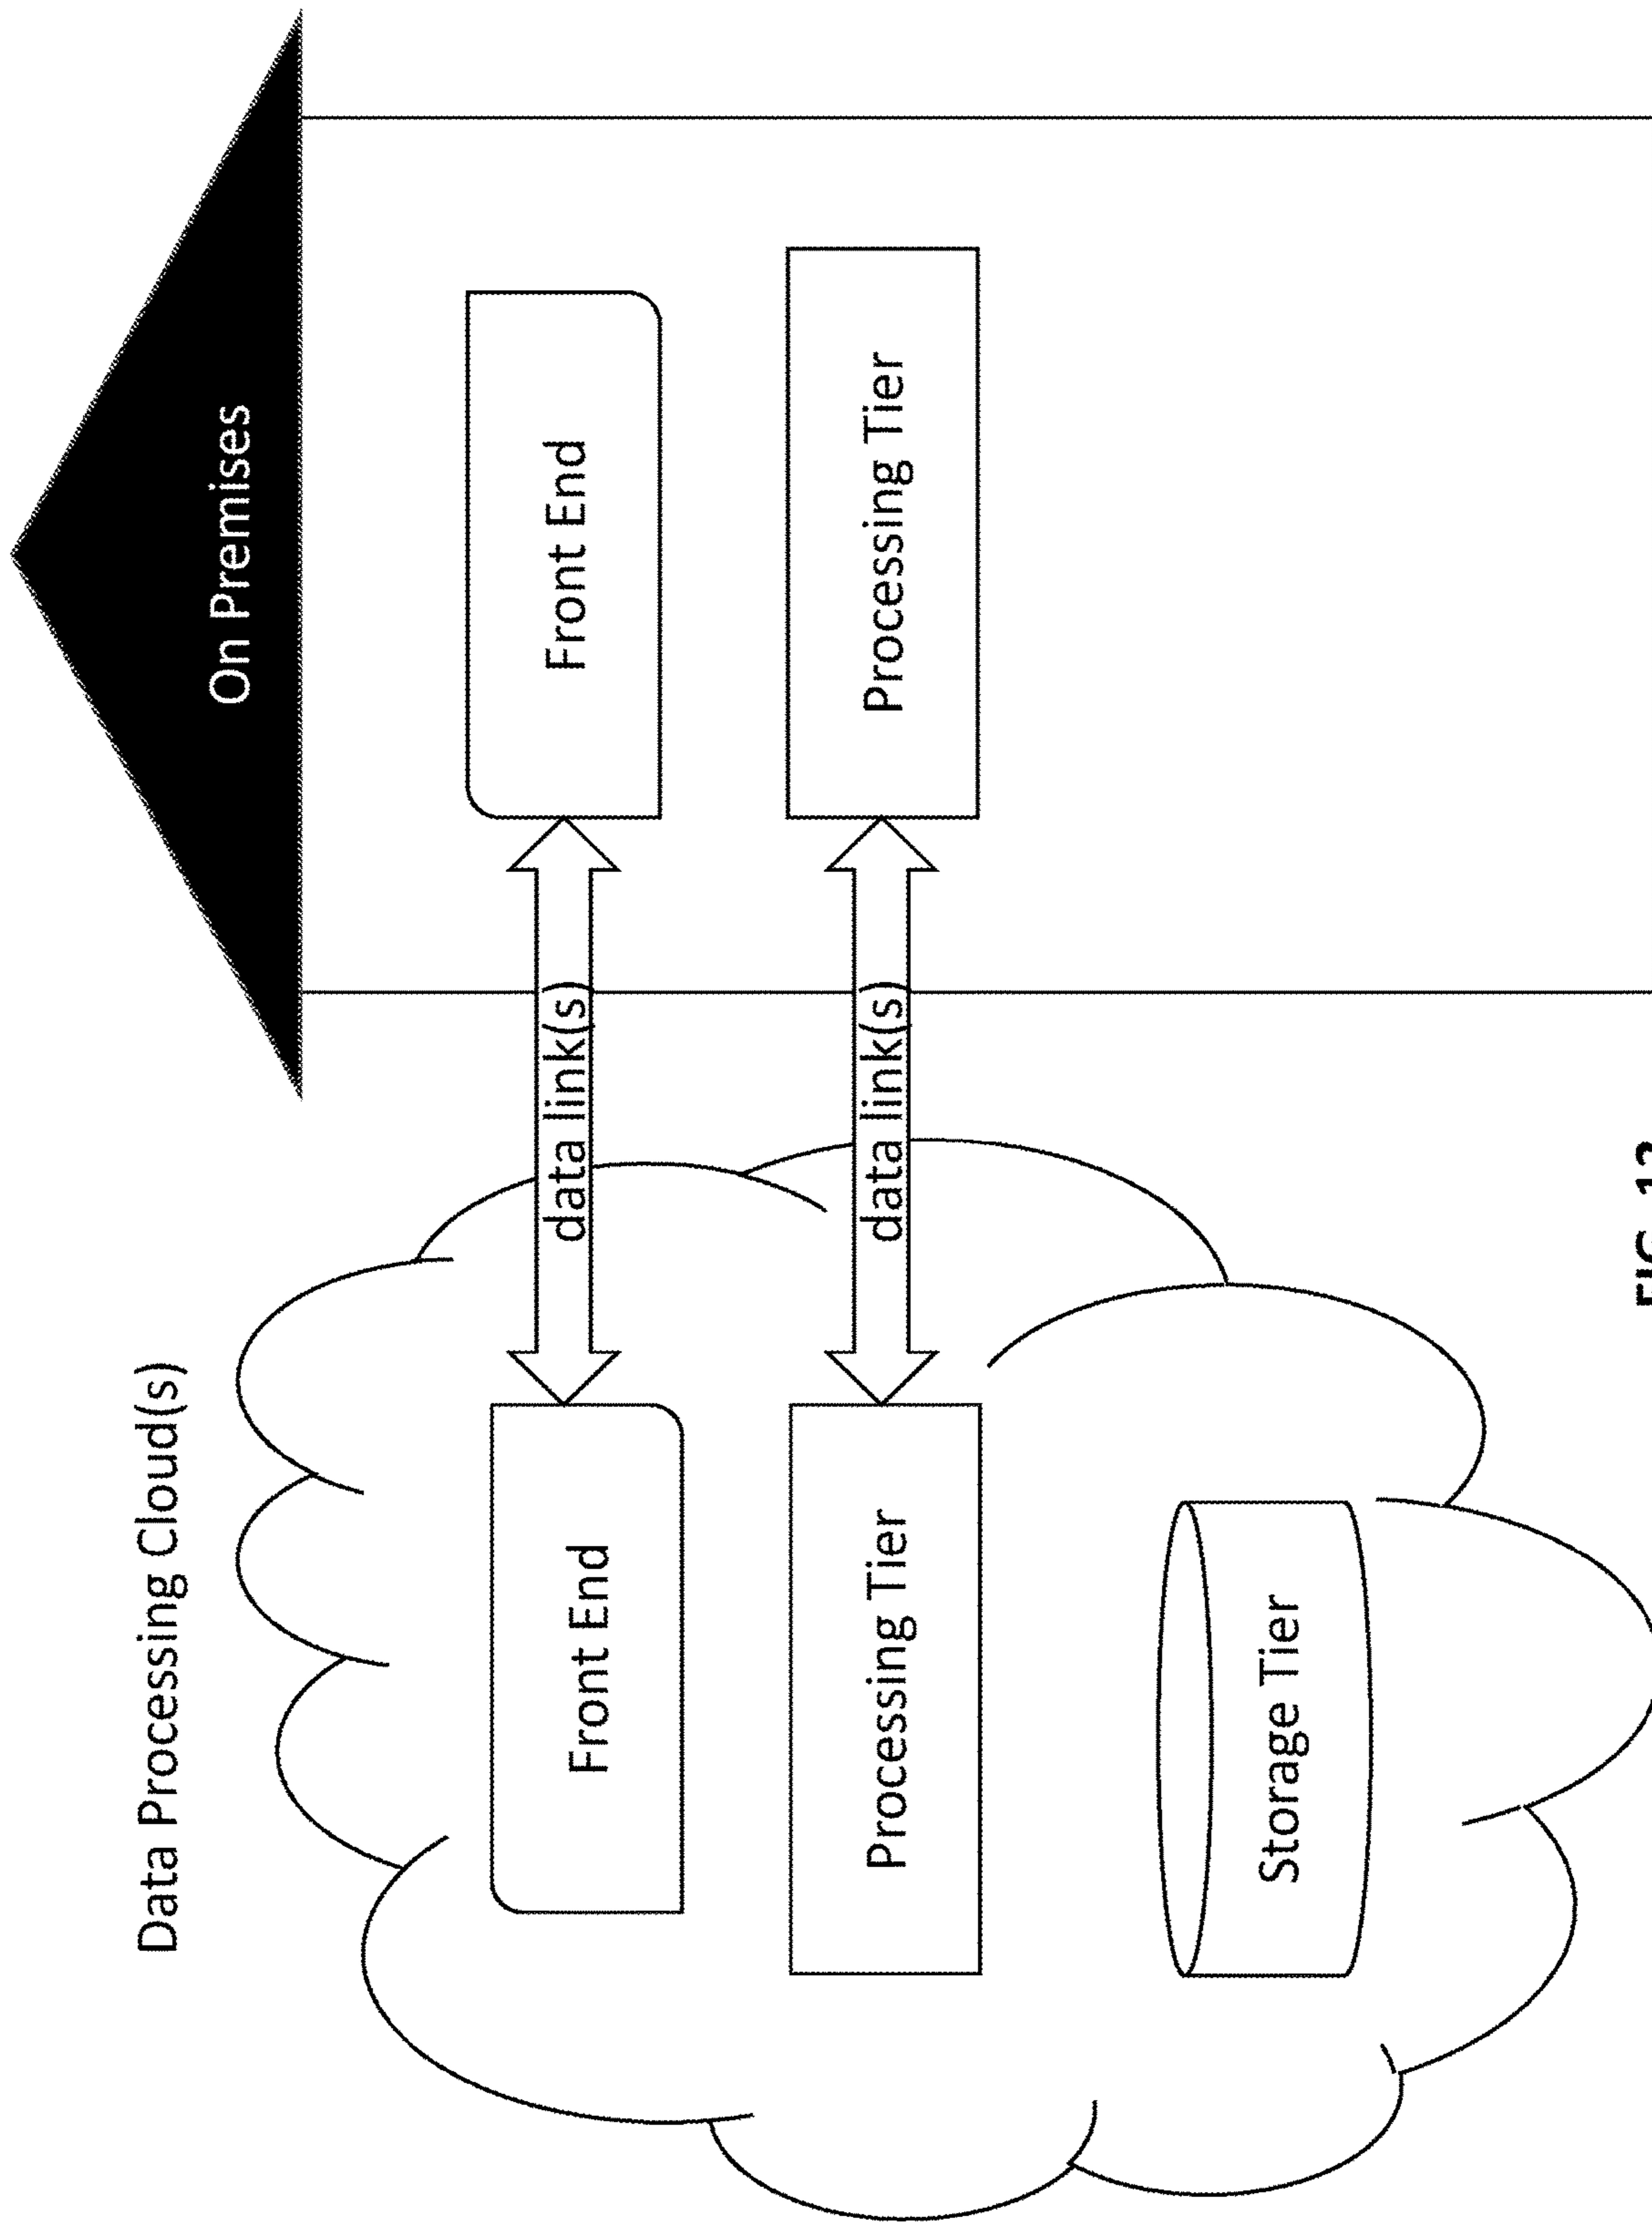 Data Processing Cloud(s)
On Premises
Front End
data link(s)
Front End
Processing Tier
data link(s)
Processing Tier
Storage Tier
FIG.